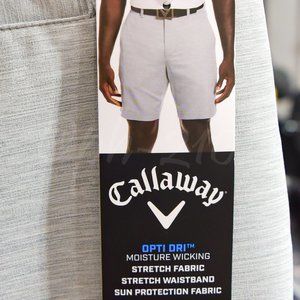 Callaway
OPTI DRI™
MOISTURE WICKING
STRETCH FABRIC
STRETCH WAISTBAND
SUN PROTECTION FABRIC